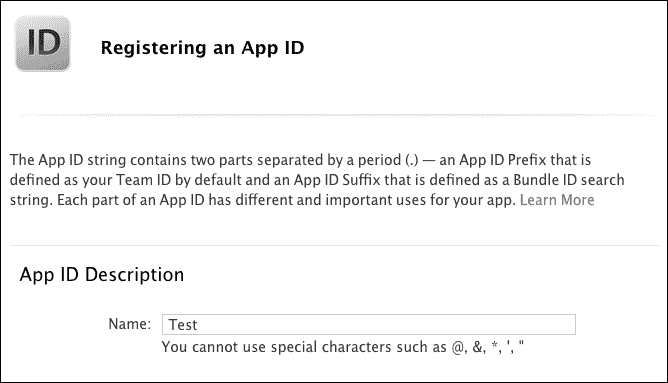 ID
Registering an App ID
The App ID string contains two parts separated by a period (.) — an App ID Prefix that is
defined as your Team ID by default and an App ID Suffix that is defined as a Bundle ID search
string. Each part of an App ID has different and important uses for your app. Learn More
App ID Description
Name: Test
You cannot use special characters such as @, &, *, ', "